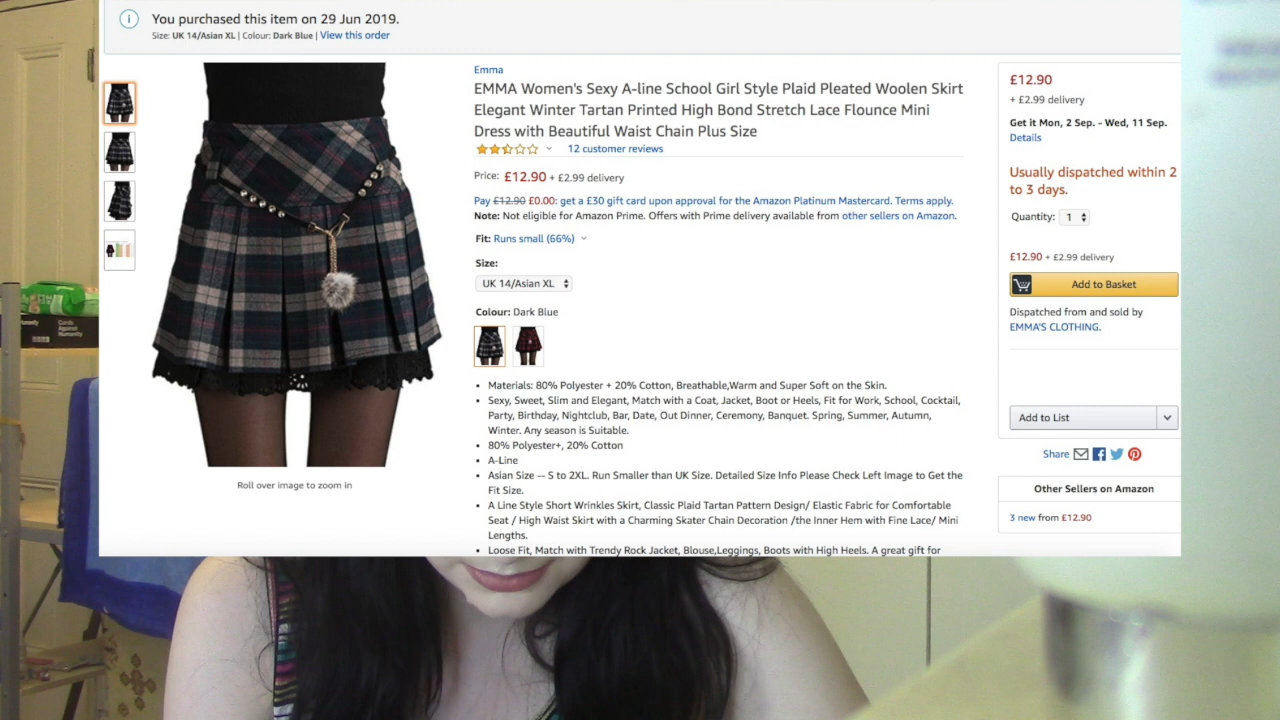 You purchased this item on 29 Jun 2019.
Size: UK 14/Asian XL | Colour: Dark Blue | View this order
Emma
EMMA Women's Sexy A-line School Girl Style Plaid Pleated Woolen Skirt
Elegant Winter Tartan Printed High Bond Stretch Lace Flounce Mini
Dress with Beautiful Waist Chain Plus Size
12 customer reviews
Price: £12.90 + £2.99 delivery
Pay £12.90 £0.00: get a £30 gift card upon approval for the Amazon Platinum Mastercard. Terms apply.
Note: Not eligible for Amazon Prime. Offers with Prime delivery available from other sellers on Amazon.
Fit: Runs small (66%)
Size:
UK 14/Asian XL
Colour: Dark Blue
• Materials: 80% Polyester + 20% Cotton, Breathable,Warm and Super Soft on the Skin.
• Sexy, Sweet, Slim and Elegant, Match with a Coat, Jacket, Boot or Heels, Fit for Work, School, Cocktail,
Party, Birthday, Nightclub, Bar, Date, Out Dinner, Ceremony, Banquet. Spring, Summer, Autumn,
Winter. Any season is Suitable.
• 80% Polyester+, 20% Cotton
• A-Line
• Asian Size -- S to 2XL. Run Smaller than UK Size. Detailed Size Info Please Check Left Image to Get the
Fit Size.
• A Line Style Short Wrinkles Skirt, Classic Plaid Tartan Pattern Design/ Elastic Fabric for Comfortable
Seat / High Waist Skirt with a Charming Skater Chain Decoration /the Inner Hem with Fine Lace/ Mini
Lengths.
• Loose Fit, Match with Trendy Rock Jacket, Blouse,Leggings, Boots with High Heels. A great gift for
Roll over image to zoom in
£12.90
+ £2.99 delivery
Get it Mon, 2 Sep. - Wed, 11 Sep.
Details
Usually dispatched within 2
to 3 days.
Quantity: 1
£12.90 + £2.99 delivery
Add to Basket
Dispatched from and sold by
EMMA'S CLOTHING.
Add to List
Share
Other Sellers on Amazon
3 new from £12.90
Cards
Against
Humanity